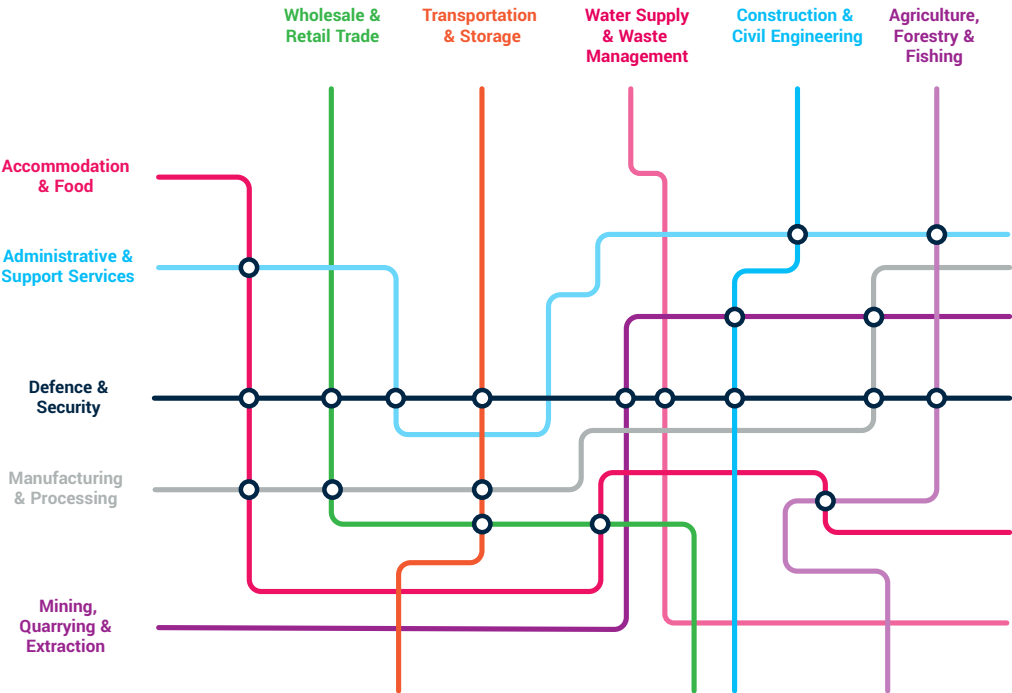 Wholesale &
Retail Trade
Transportation
& Storage
Water Supply
& Waste
Management
Construction &
Civil Engineering
Agriculture,
Forestry &
Fishing
Accommodation
& Food
Administrative &
Support Services
Defence &
Security
Manufacturing
& Processing
Mining,
Quarrying &
Extraction